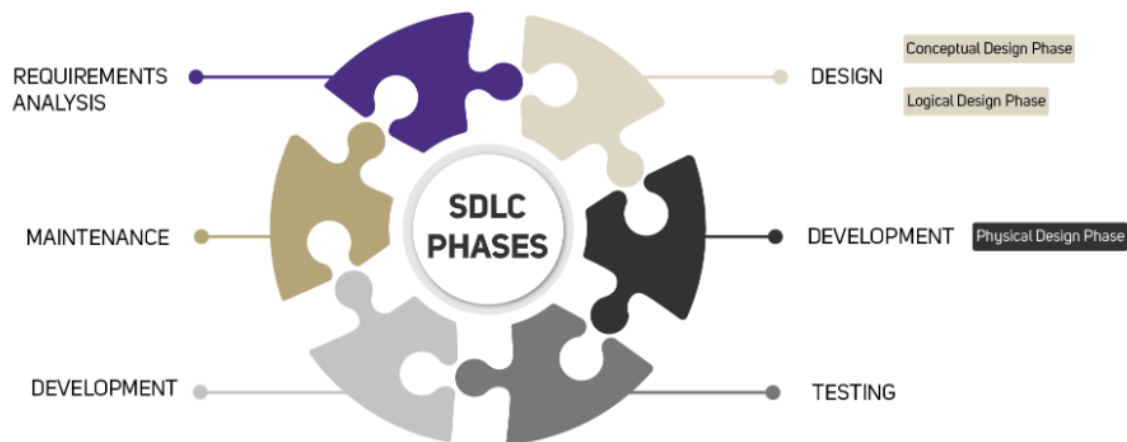 REQUIREMENTS
ANALYSIS
MAINTENANCE
DEVELOPMENT
SDLC
PHASES
DESIGN
Conceptual Design Phase
Logical Design Phase
DEVELOPMENT
Physical Design Phase
TESTING